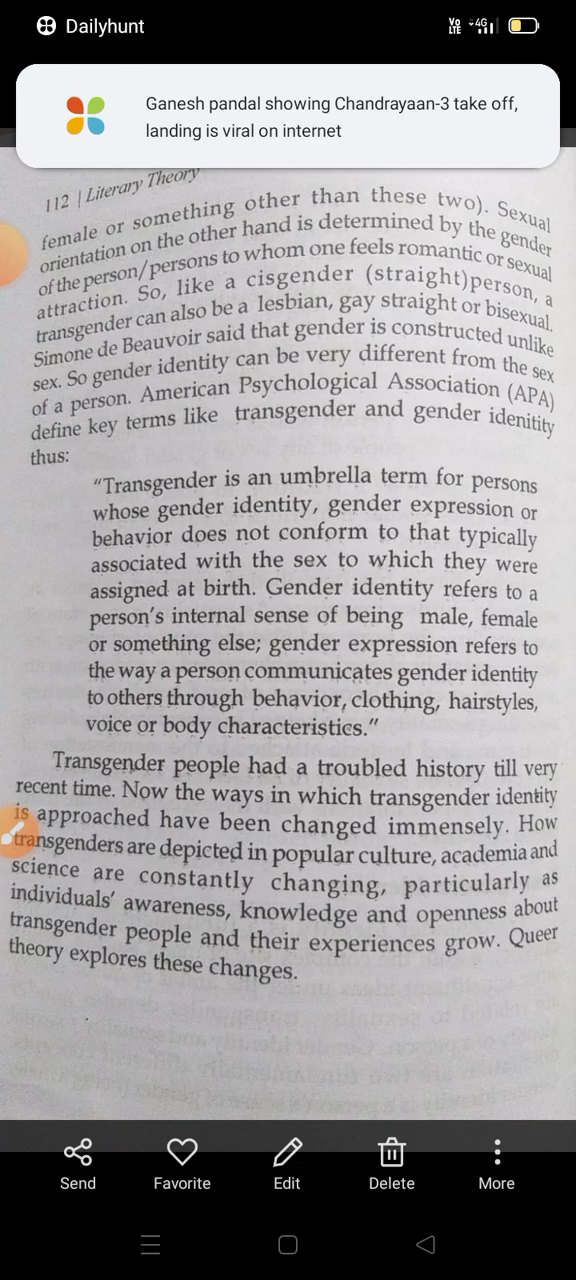 Dailyhunt
Vo LTE 4G
Ganesh pandal showing Chandrayaan-3 take off,
landing is viral on internet
112 | Literary Theory
female or something other than these two). Sexual
orientation on the other hand is determined by the gender
of the person/persons to whom one feels romantic or sexual
attraction. So, like a cisgender (straight)person, a
transgender can also be a lesbian, gay straight or bisexual.
Simone de Beauvoir said that gender is constructed unlike
sex. So gender identity can be very different from the sex
of a person. American Psychological Association (APA)
define key terms like transgender and gender idenitity
thus:
"Transgender is an umbrella term for persons
whose gender identity, gender expression or
behavior does not conform to that typically
associated with the sex to which they were
assigned at birth. Gender identity refers to a
person's internal sense of being male, female
or something else; gender expression refers to
the way a person communicates gender identity
to others through behavior, clothing, hairstyles,
voice or body characteristics."
Transgender people had a troubled history till very
recent time. Now the ways in which transgender identity
is approached have been changed immensely. How
transgenders are depicted in popular culture, academia and
science are constantly changing, particularly as
individuals' awareness, knowledge and openness about
transgender people and their experiences grow. Queer
theory explores these changes.
Send
Favorite
Edit
Delete
More